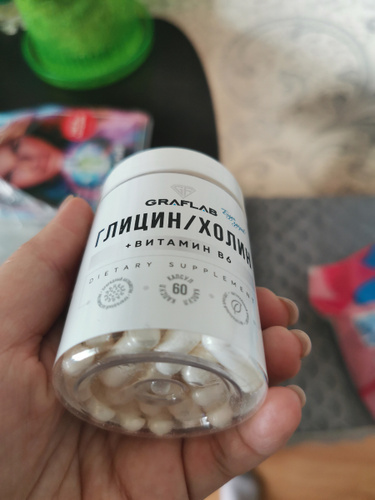 GRAFLAB
ГЛИЦИН/ХОЛИН
+ВИТАМИН B6
DIETARY SUPPLEMENT
60